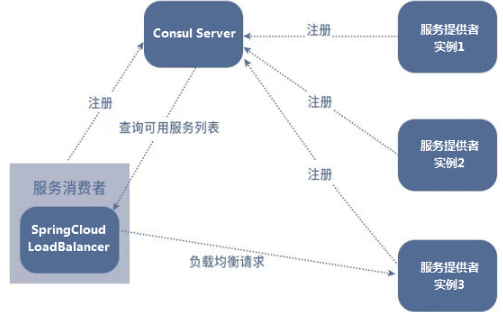 Consul Server
注册
服务提供者
实例1
注册
注册
查询可用服务列表
服务提供者
实例2
注册
服务消费者
SpringCloud
LoadBalancer
负载均衡请求
服务提供者
实例3